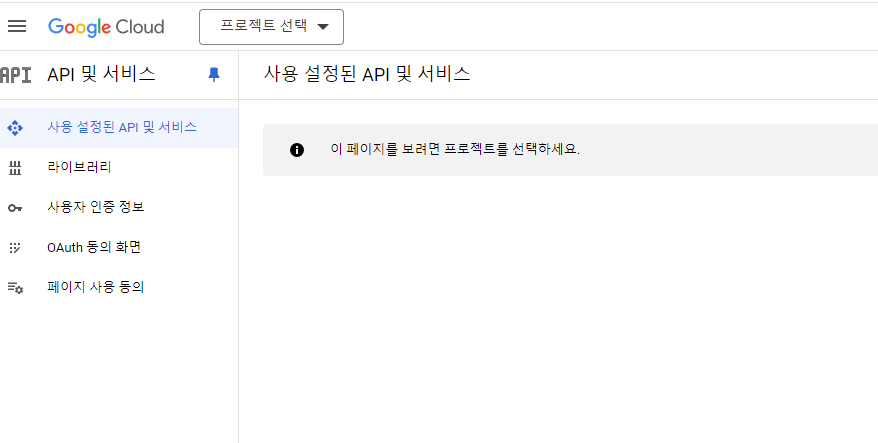 Google Cloud 프로젝트 선택
API API 및 서비스
사용 설정된 API 및 서비스
사용 설정된 API 및 서비스
라이브러리
사용자 인증 정보
OAuth 동의 화면
페이지 사용 동의
이 페이지를 보려면 프로젝트를 선택하세요.